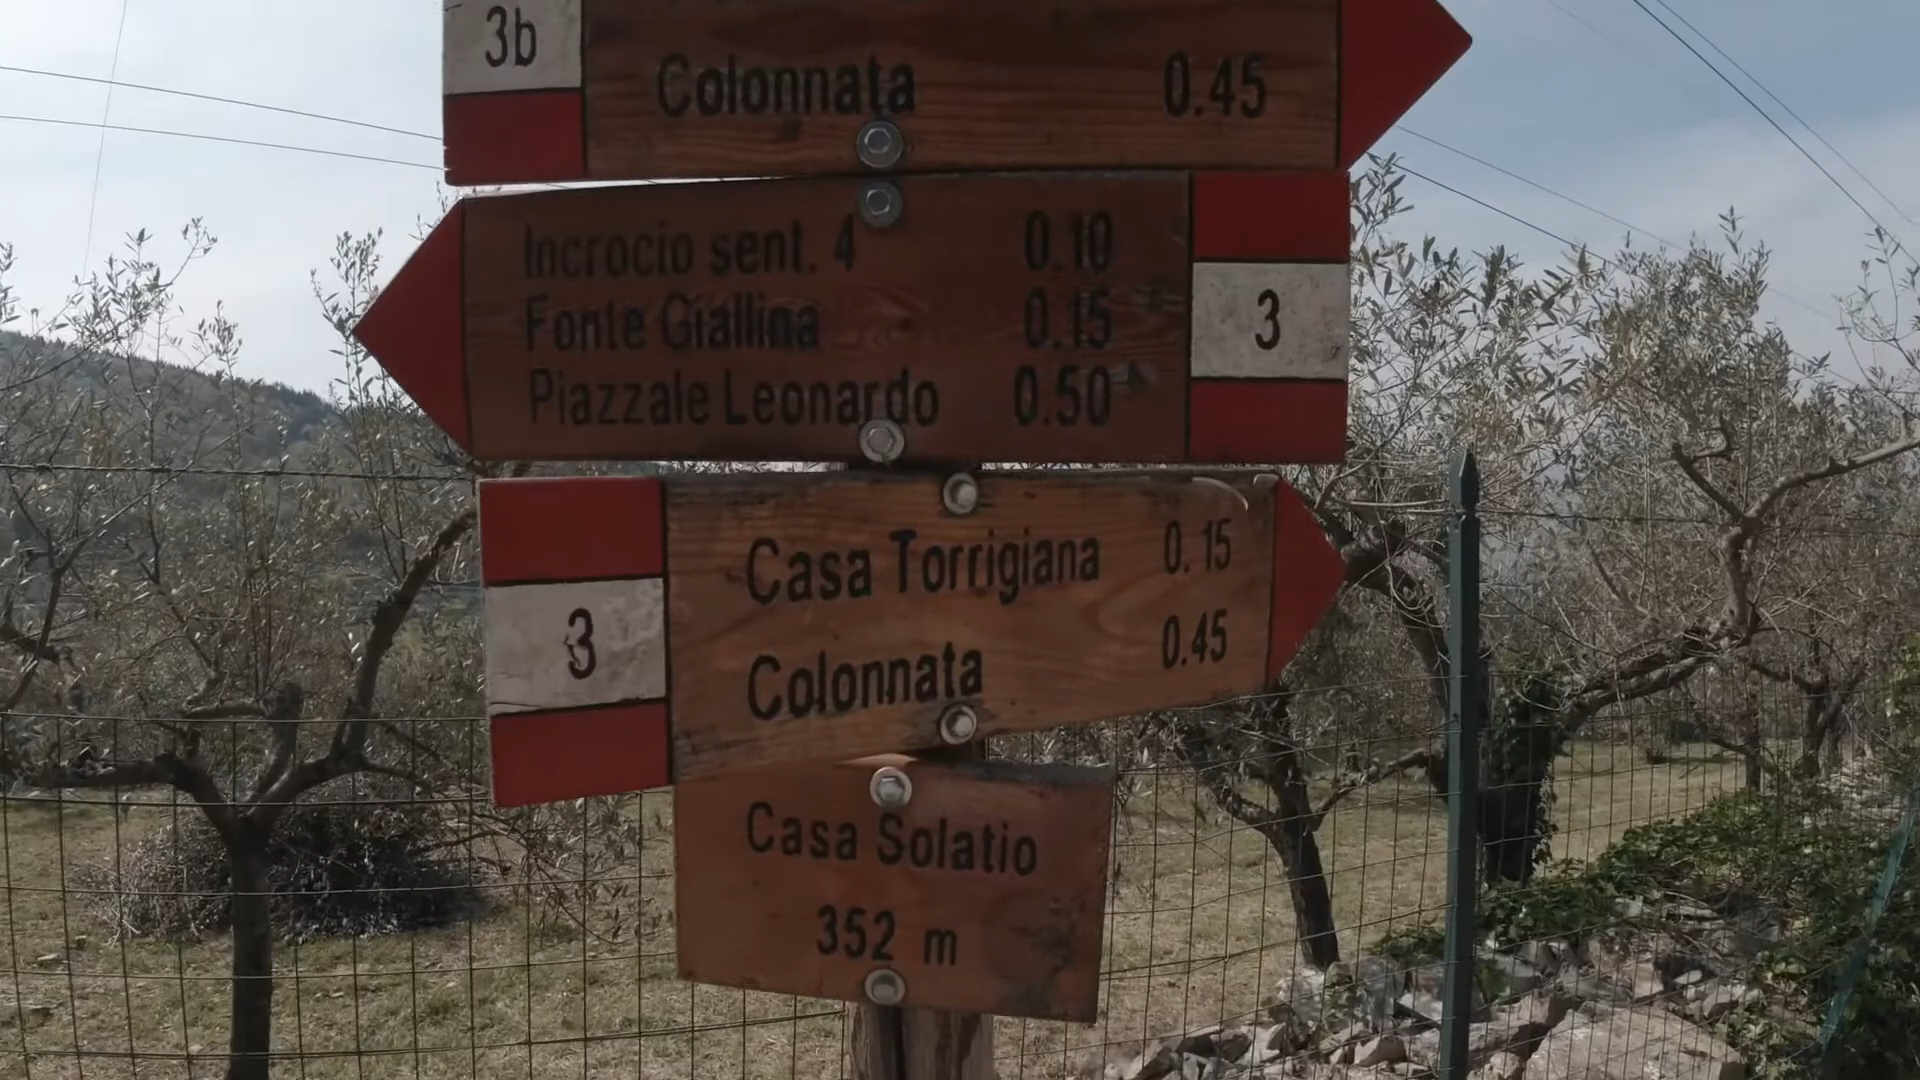 3b
Colonnata 0.45
Incrocio sent. 4 0.10
Fonte Giallina 0.15
Piazzale Leonardo 0.50
3
Casa Torrigiana 0.15
3
Colonnata 0.45
Casa Solatio
352 m